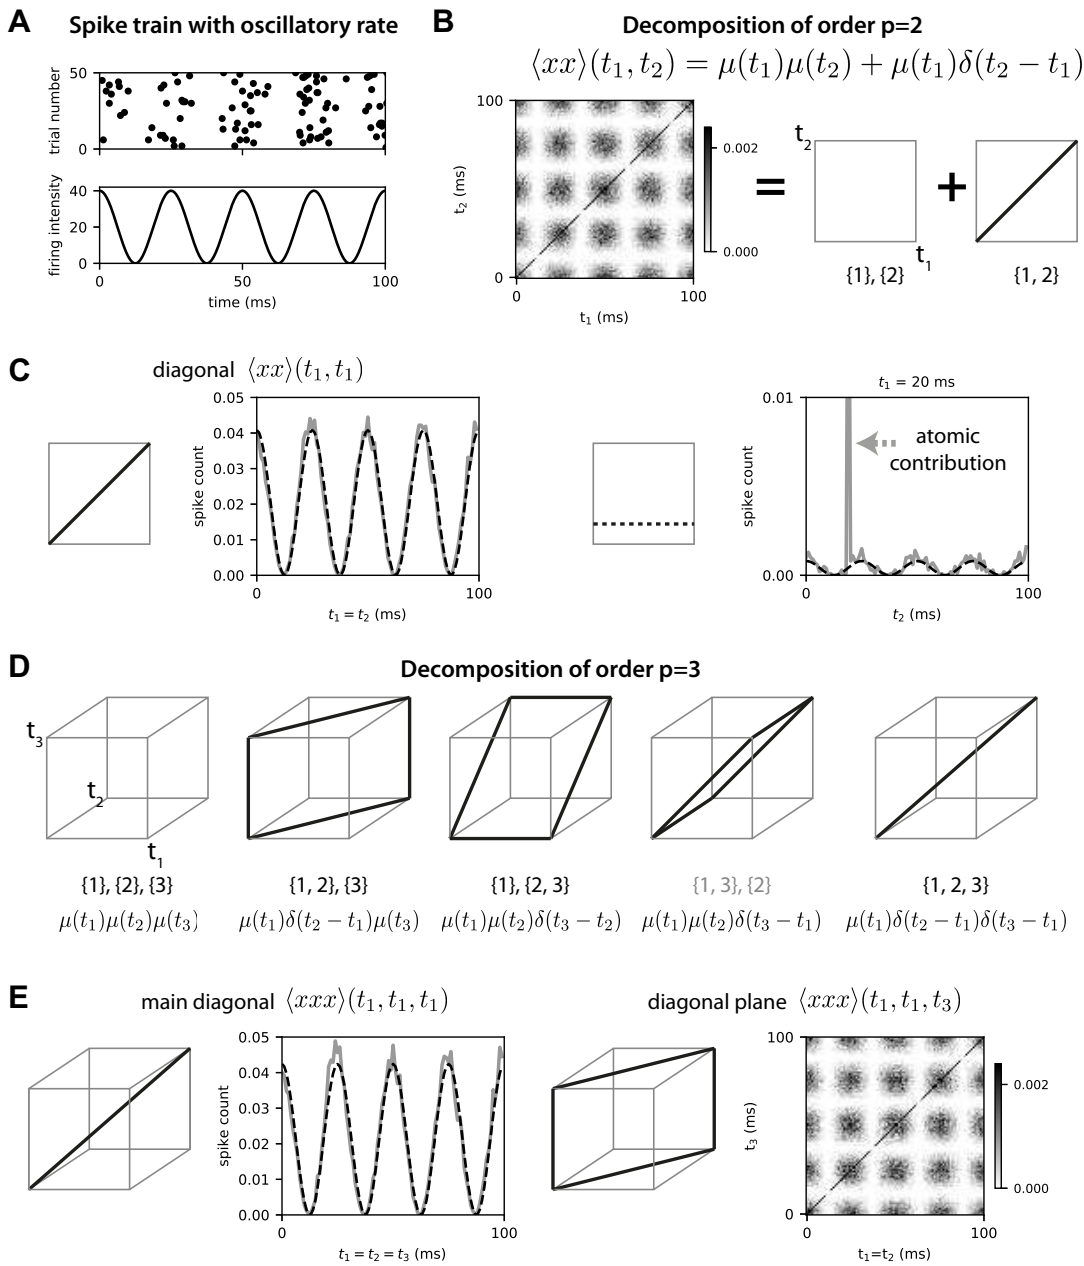 A Spike train with oscillatory rate
50
trial number
0
40
20
0
firing intensity
0 50 100
time (ms)
B Decomposition of order p=2
⟨xx⟩(t₁, t₂) = μ(t₁)μ(t₂) + μ(t₁)δ(t₂ − t₁)
100
t₂ (ms)
0
0 100
t₁ (ms)
0.002
0.000
=
t₂
t₁
{1}, {2}
+
{1, 2}
C
diagonal ⟨xx⟩(t₁, t₁)
0.05
0.04
0.03
0.02
0.01
0.00
spike count
0 100
t₁ = t₂ (ms)
t₁ = 20 ms
0.01
0.00
spike count
atomic
contribution
0 100
t₂ (ms)
D Decomposition of order p=3
t₃
t₂
t₁
{1}, {2}, {3} {1, 2}, {3} {1}, {2, 3} {1, 3}, {2} {1, 2, 3}
μ(t₁)μ(t₂)μ(t₃) μ(t₁)δ(t₂ − t₁)μ(t₃) μ(t₁)μ(t₂)δ(t₃ − t₂) μ(t₁)μ(t₂)δ(t₃ − t₁) μ(t₁)δ(t₂ − t₁)δ(t₃ − t₁)
E
main diagonal ⟨xxx⟩(t₁, t₁, t₁)
0.05
0.04
0.03
0.02
0.01
0.00
spike count
0 100
t₁ = t₂ = t₃ (ms)
diagonal plane ⟨xxx⟩(t₁, t₁, t₃)
100
t₃ (ms)
0
0 100
t₁=t₂ (ms)
0.002
0.000